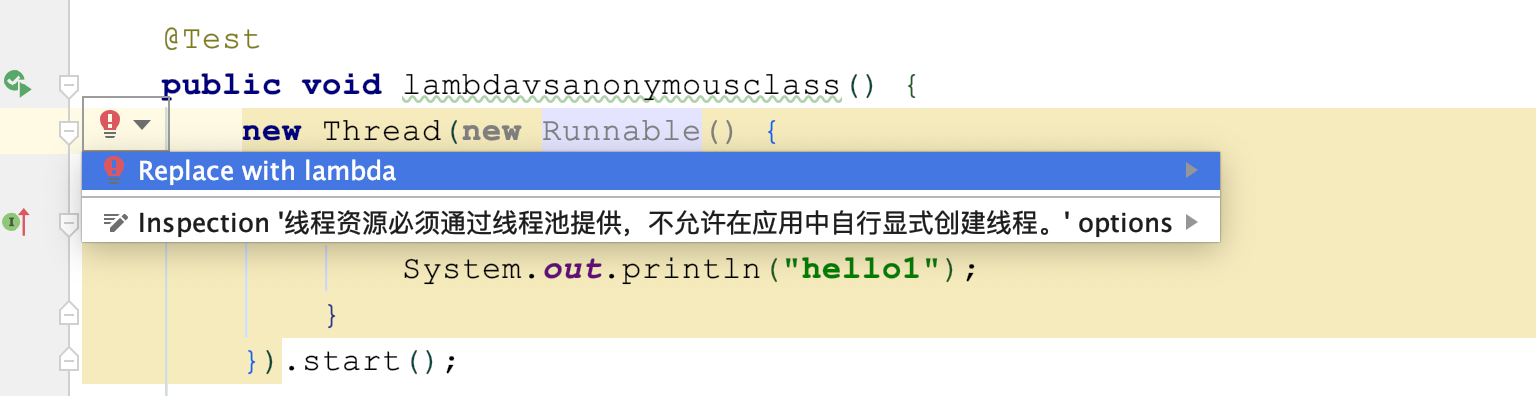 @Test
public void lambdavsanonymousclass() {
new Thread(new Runnable() {
Replace with lambda
Inspection '线程资源必须通过线程池提供，不允许在应用中自行显式创建线程。' options
System.out.println("hello1");
}
}).start();